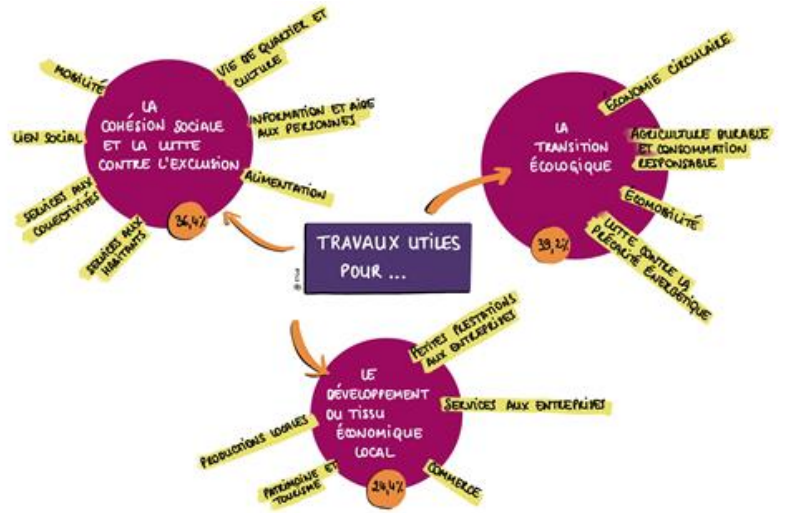 TRAVAUX UTILES
POUR ...
LA
COHÉSION SOCIALE
ET LA LUTTE
CONTRE L'EXCLUSION
36,4%
MOBILITÉ
LIEN SOCIAL
SERVICES AUX
COLLECTIVITÉS
SERVICES AUX
HABITANTS
VIE DE QUARTIER ET
CULTURE
INFORMATION ET AIDE
AUX PERSONNES
ALIMENTATION
LA
TRANSITION
ÉCOLOGIQUE
39,2%
ÉCONOMIE CIRCULAIRE
AGRICULTURE DURABLE
ET CONSOMMATION
RESPONSABLE
ECOMOBILITÉ
LUTTE CONTRE LA
PRÉCARITÉ ÉNERGÉTIQUE
LE
DÉVELOPPEMENT
DU TISSU
ÉCONOMIQUE
LOCAL
24,4%
PETITES PRESTATIONS
AUX ENTREPRISES
SERVICES AUX ENTREPRISES
COMMERCE
PRODUCTIONS LOCALES
PATRIMOINE ET
TOURISME